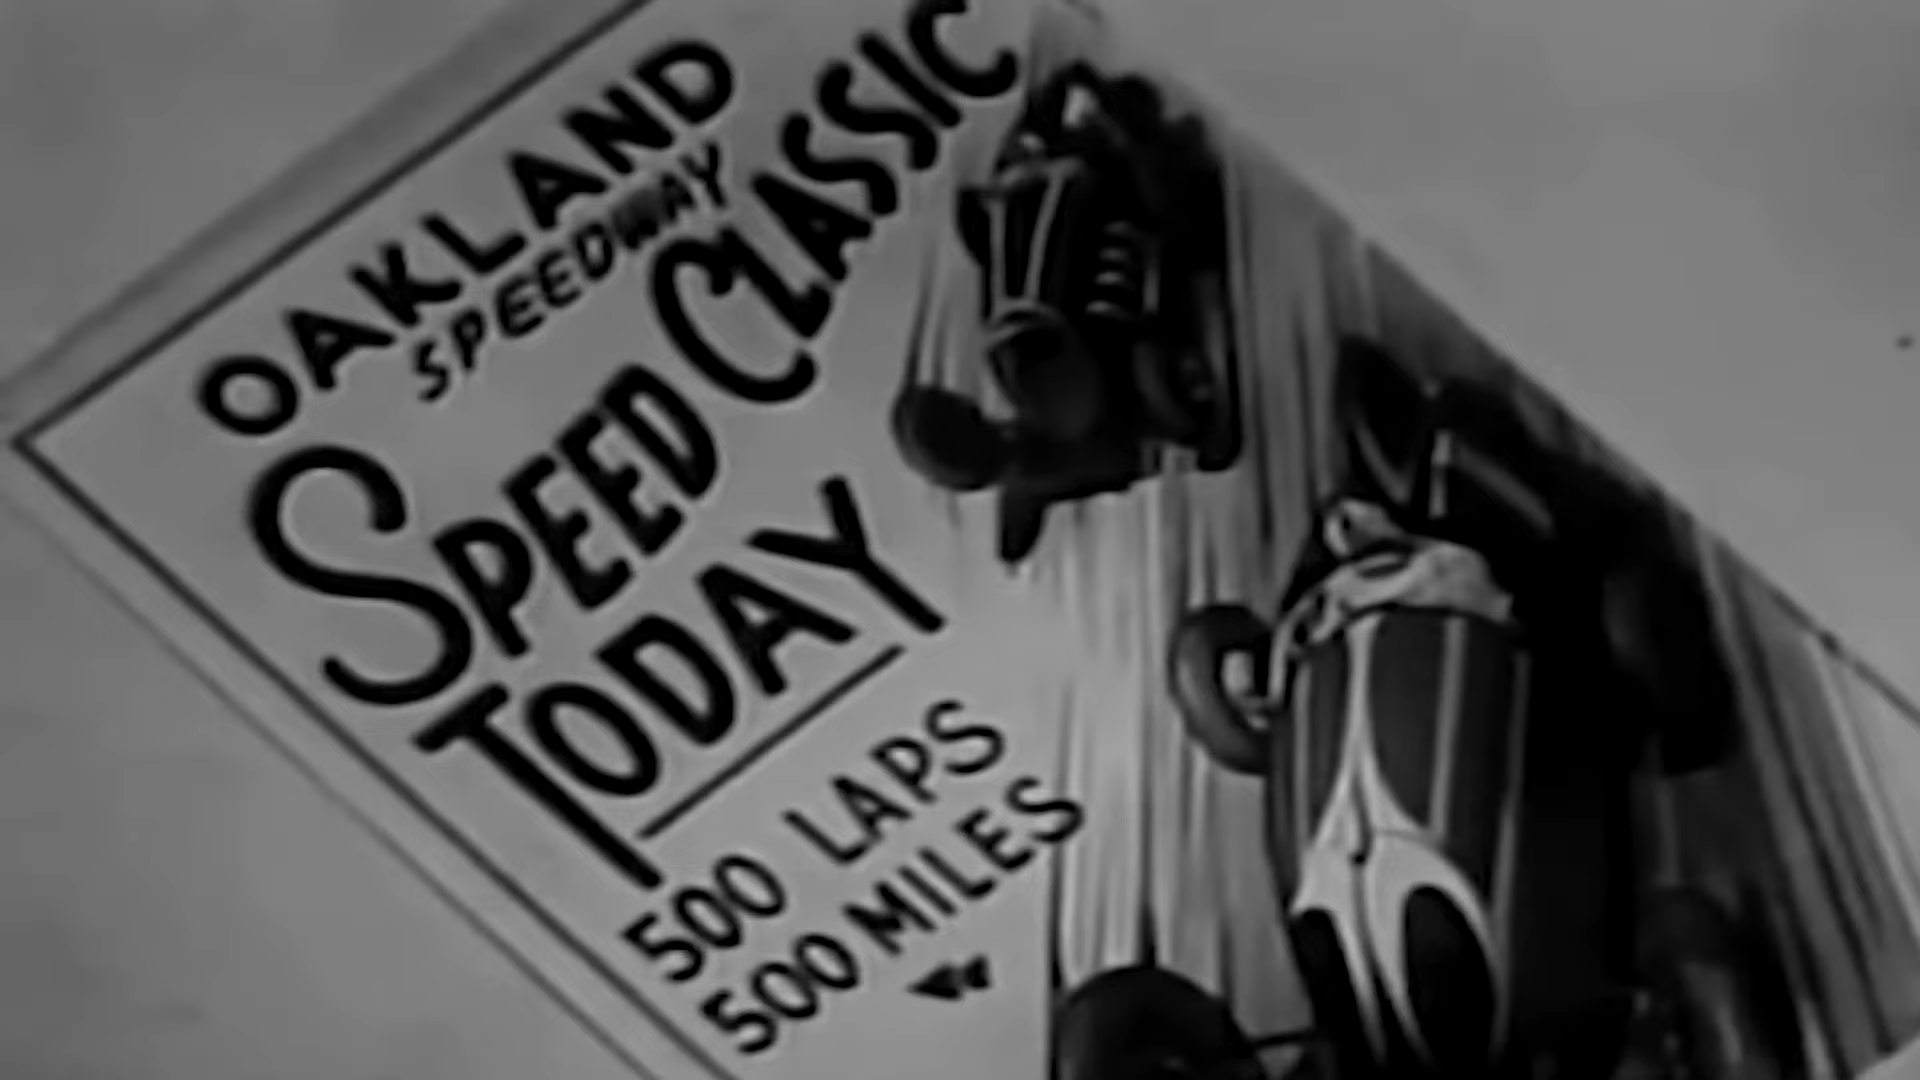 OAKLAND
SPEEDWAY
SPEED CLASSIC
TODAY
500 LAPS
500 MILES